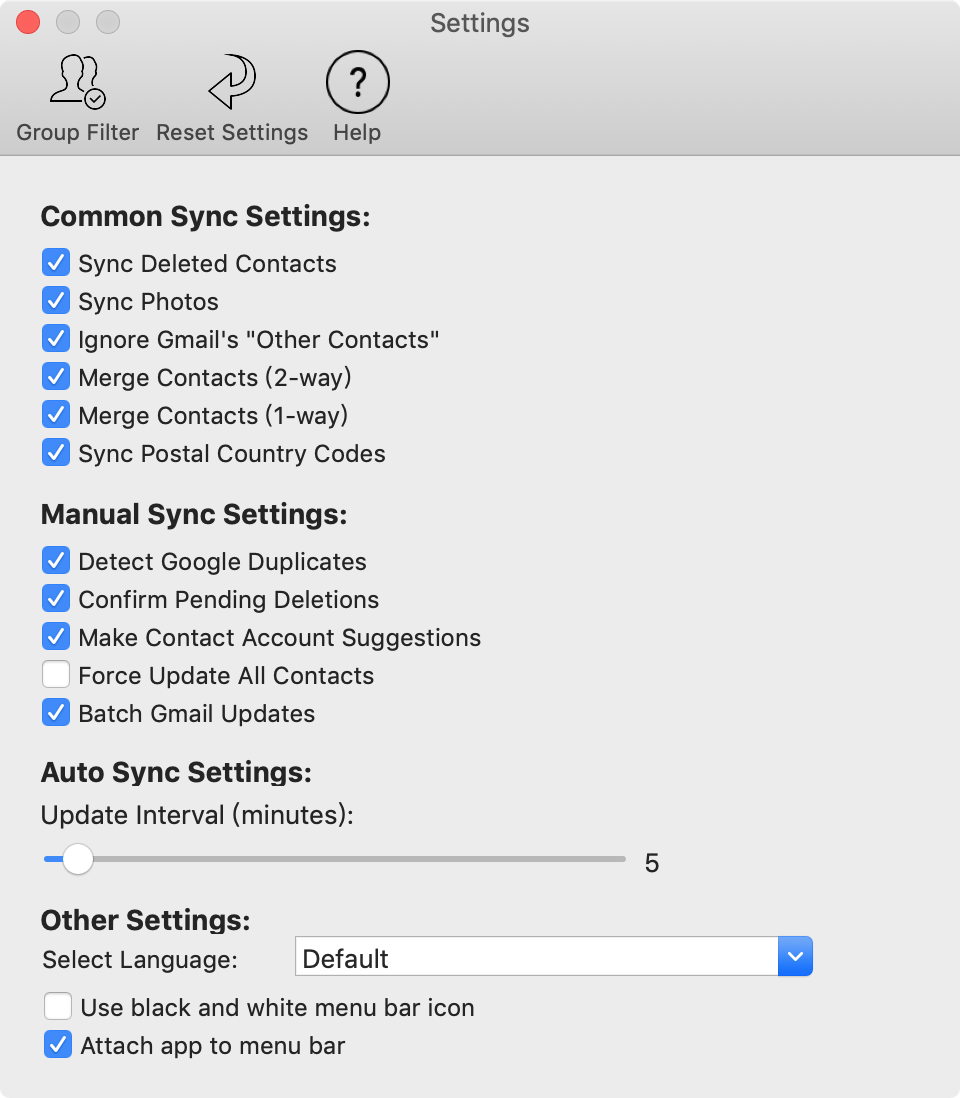 Settings
?
Group Filter Reset Settings Help
Common Sync Settings:
Sync Deleted Contacts
Sync Photos
Ignore Gmail's "Other Contacts"
Merge Contacts (2-way)
Merge Contacts (1-way)
Sync Postal Country Codes
Manual Sync Settings:
Detect Google Duplicates
Confirm Pending Deletions
Make Contact Account Suggestions
Force Update All Contacts
Batch Gmail Updates
Auto Sync Settings:
Update Interval (minutes):
5
Other Settings:
Select Language: Default
Use black and white menu bar icon
Attach app to menu bar